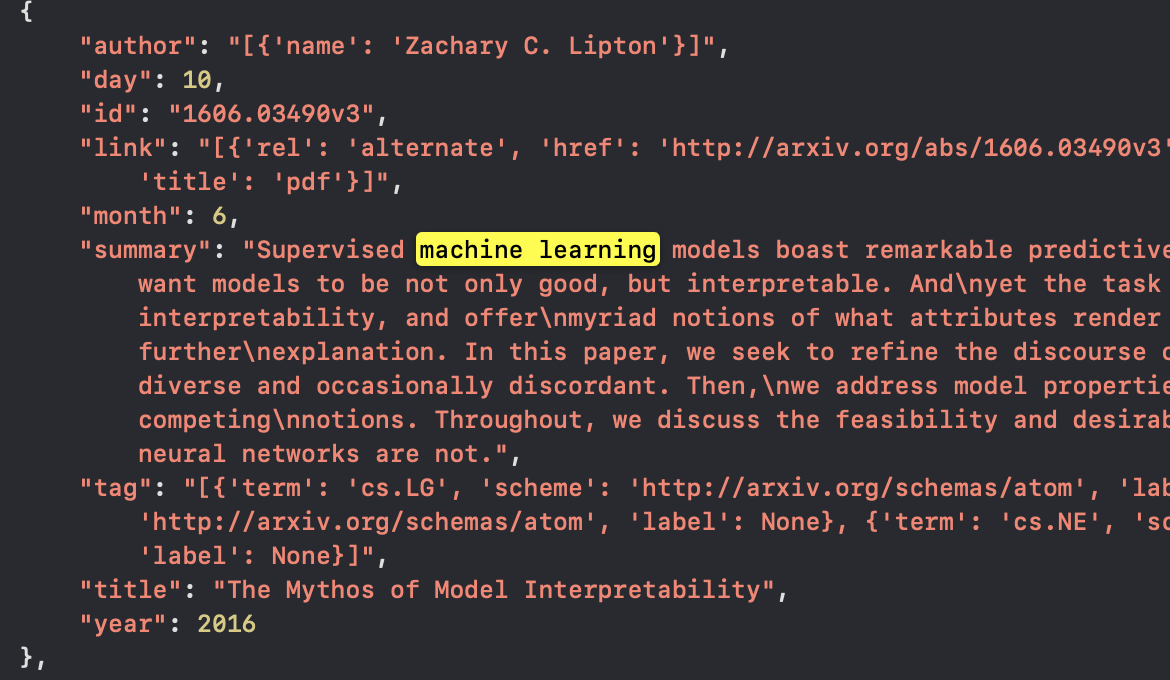 {
"author": "[{'name': 'Zachary C. Lipton'}]",
"day": 10,
"id": "1606.03490v3",
"link": "[{'rel': 'alternate', 'href': 'http://arxiv.org/abs/1606.03490v3'
'title': 'pdf'}]",
"month": 6,
"summary": "Supervised machine learning models boast remarkable predictive
want models to be not only good, but interpretable. And\nyet the task
interpretability, and offer\nmyriad notions of what attributes render
further\nexplanation. In this paper, we seek to refine the discourse
diverse and occasionally discordant. Then,\nwe address model propertie
competing\nnotions. Throughout, we discuss the feasibility and desirab
neural networks are not.",
"tag": "[{'term': 'cs.LG', 'scheme': 'http://arxiv.org/schemas/atom', 'lab
'http://arxiv.org/schemas/atom', 'label': None}, {'term': 'cs.NE', 'sc
'label': None}]",
"title": "The Mythos of Model Interpretability",
"year": 2016
},